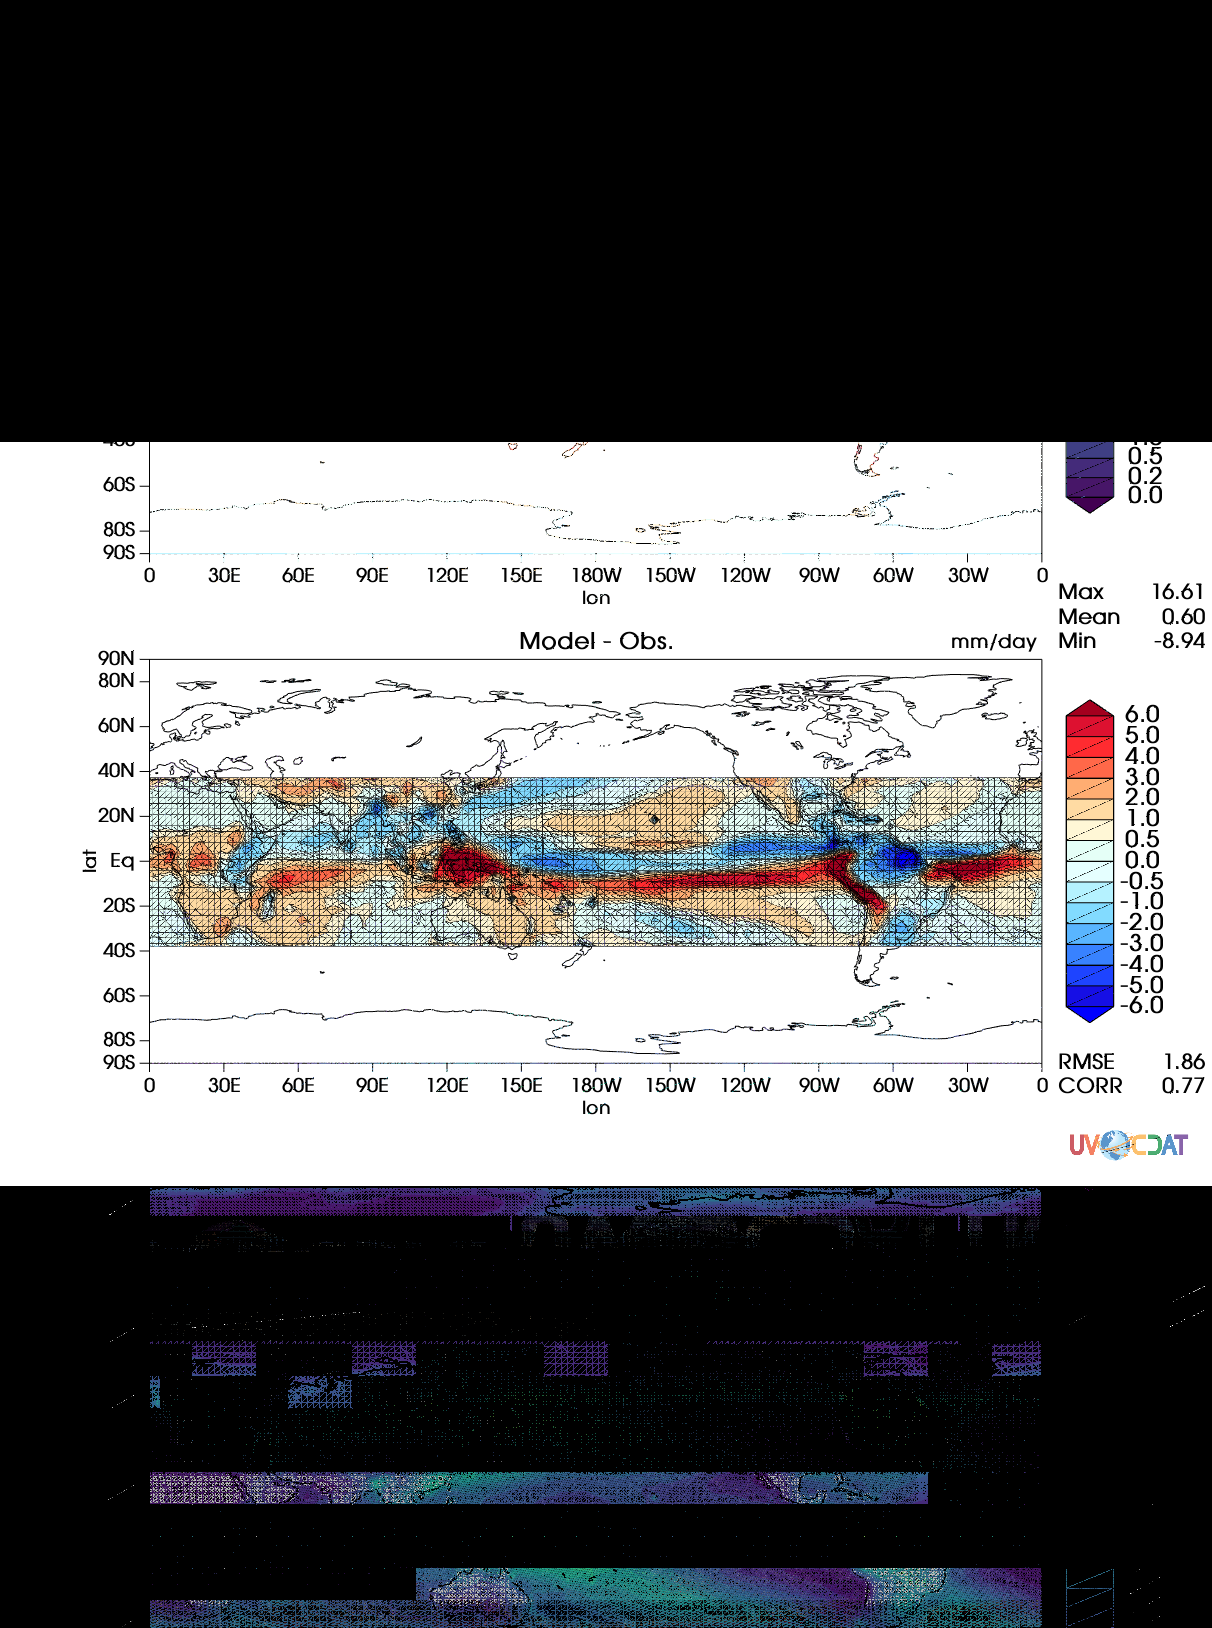 0.5
0.2
0.0
60S
80S
90S
0 30E 60E 90E 120E 150E 180W 150W 120W 90W 60W 30W 0
lon
Max 16.61
Mean 0.60
Min -8.94
Model - Obs. mm/day
90N
80N
60N
40N
20N
Eq
20S
40S
60S
80S
90S
lat
0 30E 60E 90E 120E 150E 180W 150W 120W 90W 60W 30W 0
lon
6.0
5.0
4.0
3.0
2.0
1.0
0.5
0.0
-0.5
-1.0
-2.0
-3.0
-4.0
-5.0
-6.0
RMSE 1.86
CORR 0.77
UV CDAT